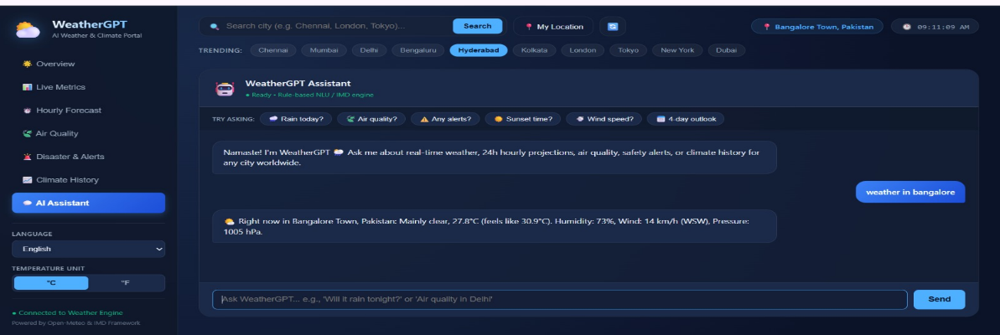 WeatherGPT
AI Weather & Climate Portal
Overview
Live Metrics
Hourly Forecast
Air Quality
Disaster & Alerts
Climate History
AI Assistant
LANGUAGE
English
TEMPERATURE UNIT
°C
°F
• Connected to Weather Engine
Powered by Open-Meteo & IMD Framework
Search city (e.g. Chennai, London, Tokyo)...
Search
My Location
Bangalore Town, Pakistan
09:11:09 AM
TRENDING:
Chennai
Mumbai
Delhi
Bengaluru
Hyderabad
Kolkata
London
Tokyo
New York
Dubai
WeatherGPT Assistant
• Ready • Rule-based NLU / IMD engine
TRY ASKING:
Rain today?
Air quality?
Any alerts?
Sunset time?
Wind speed?
4-day outlook
Namaste! I'm WeatherGPT Ask me about real-time weather, 24h hourly projections, air quality, safety alerts, or climate history for
any city worldwide.
weather in bangalore
Right now in Bangalore Town, Pakistan: Mainly clear, 27.8°C (feels like 30.9°C). Humidity: 73%, Wind: 14 km/h (WSW), Pressure:
1005 hPa.
Ask WeatherGPT... e.g., 'Will it rain tonight?' or 'Air quality in Delhi'
Send